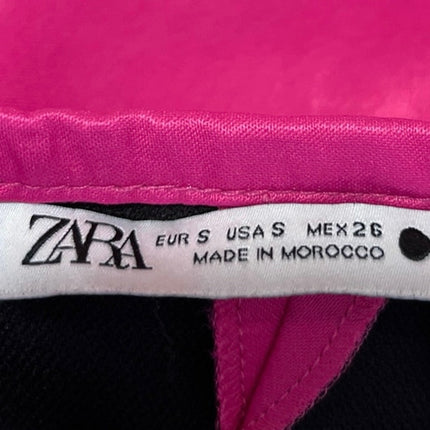 ZARA EUR S USA S MEX 26
MADE IN MOROCCO